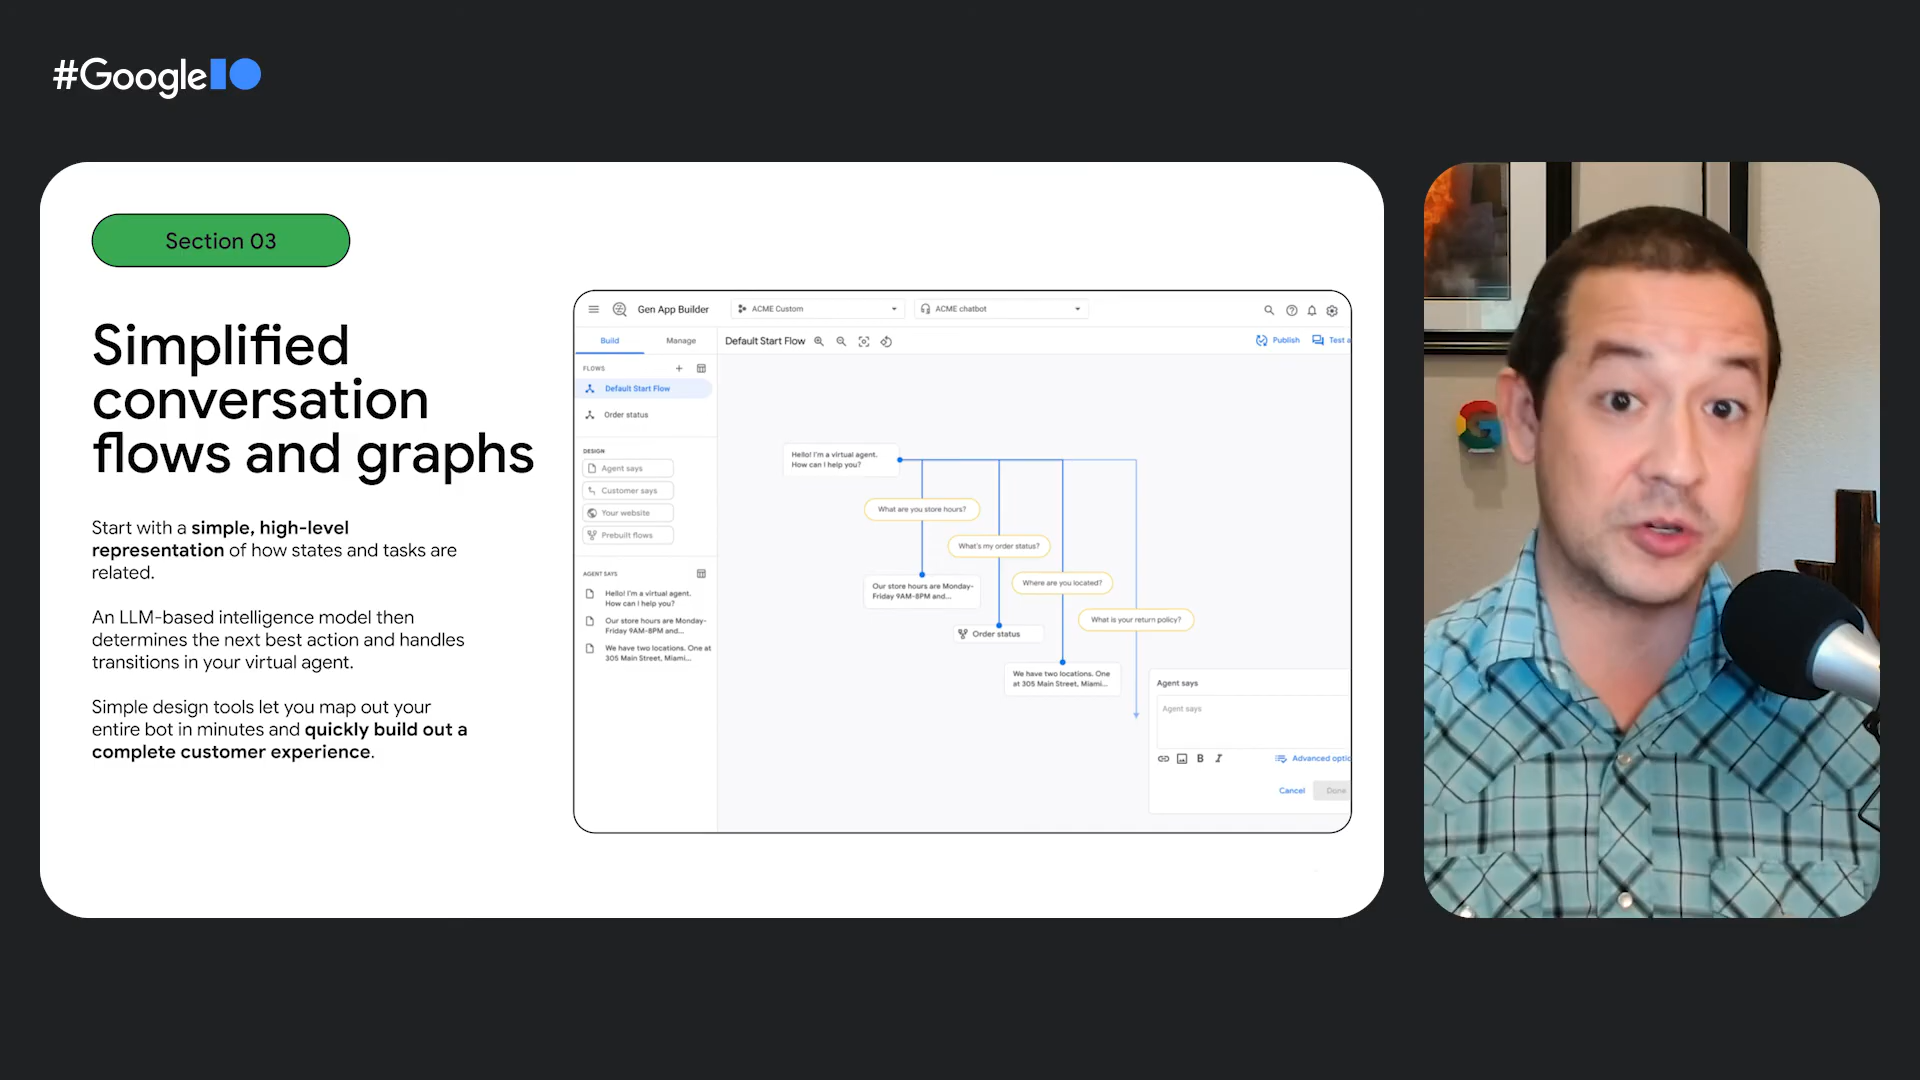 #GoogleIO
Section 03
Simplified
conversation
flows and graphs
Start with a simple, high-level
representation of how states and tasks are
related.
An LLM-based intelligence model then
determines the next best action and handles
transitions in your virtual agent.
Simple design tools let you map out your
entire bot in minutes and quickly build out a
complete customer experience.
Gen App Builder
ACME Custom
ACME chatbot
Build
Manage
Default Start Flow
Publish
Test a
FLOWS
Default Start Flow
Order status
DESIGN
Agent says
Customer says
Your website
Prebuilt flows
AGENT SAYS
Hello! I'm a virtual agent.
How can I help you?
Our store hours are Monday-
Friday 9AM-8PM and...
We have two locations. One at
305 Main Street, Miami...
Hello! I'm a virtual agent.
How can I help you?
What are you store hours?
What's my order status?
Where are you located?
What is your return policy?
Our store hours are Monday-
Friday 9AM-8PM and...
Order status
We have two locations. One
at 305 Main Street, Miami...
Agent says
Agent says
B I
Advanced optio
Cancel
Done
G